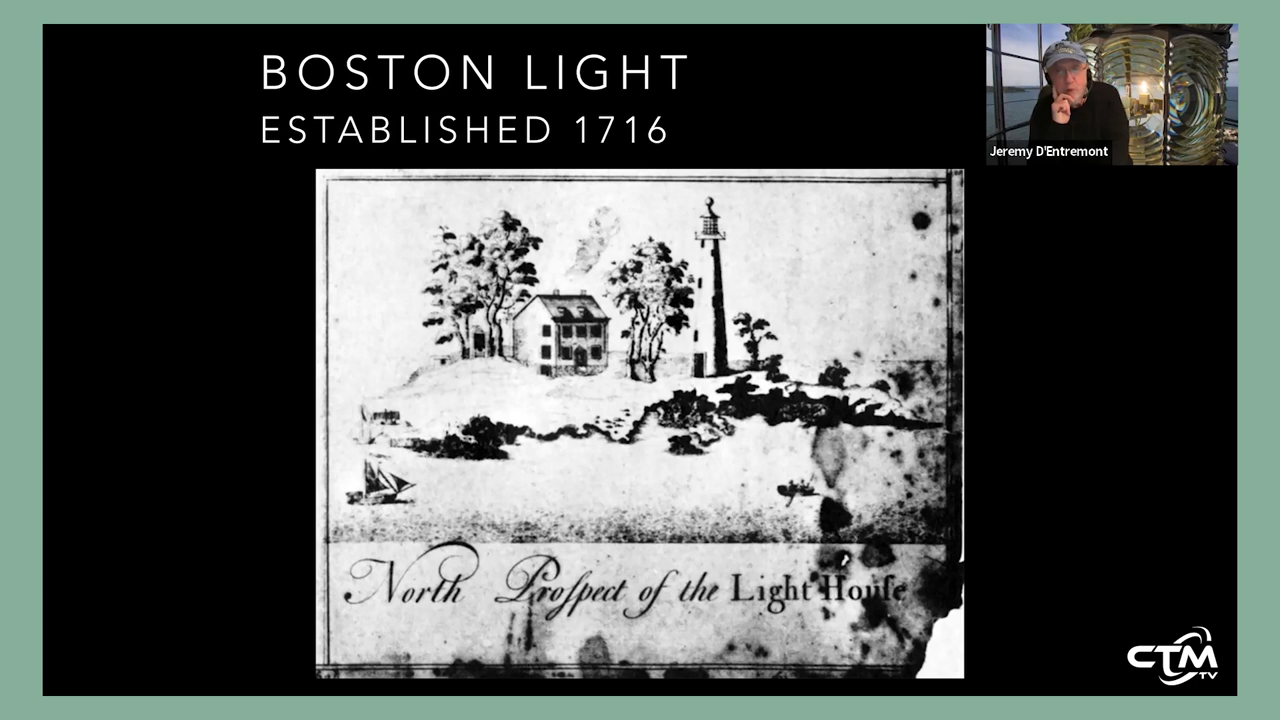 BOSTON LIGHT
ESTABLISHED 1716
Jeremy D'Entremont
North Proſpect of the Light Houſe
CTM
TV